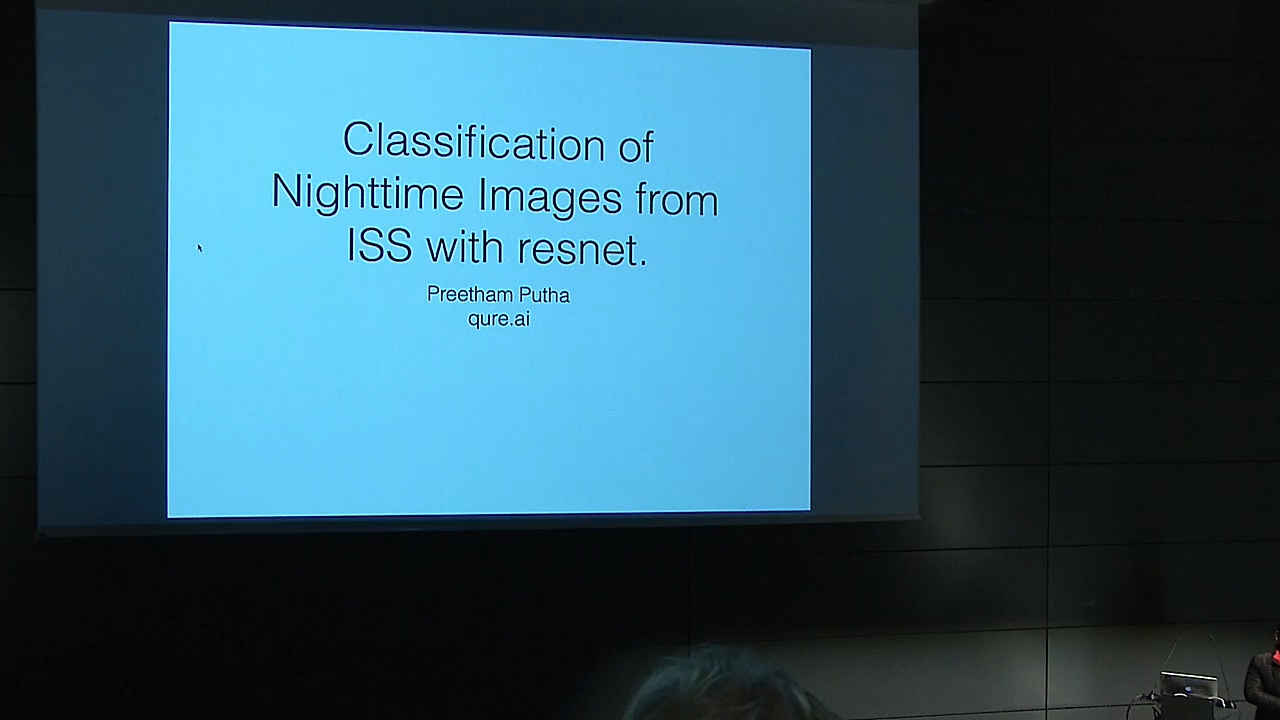 Classification of
Nighttime Images from
ISS with resnet.
Preetham Putha
qure.ai